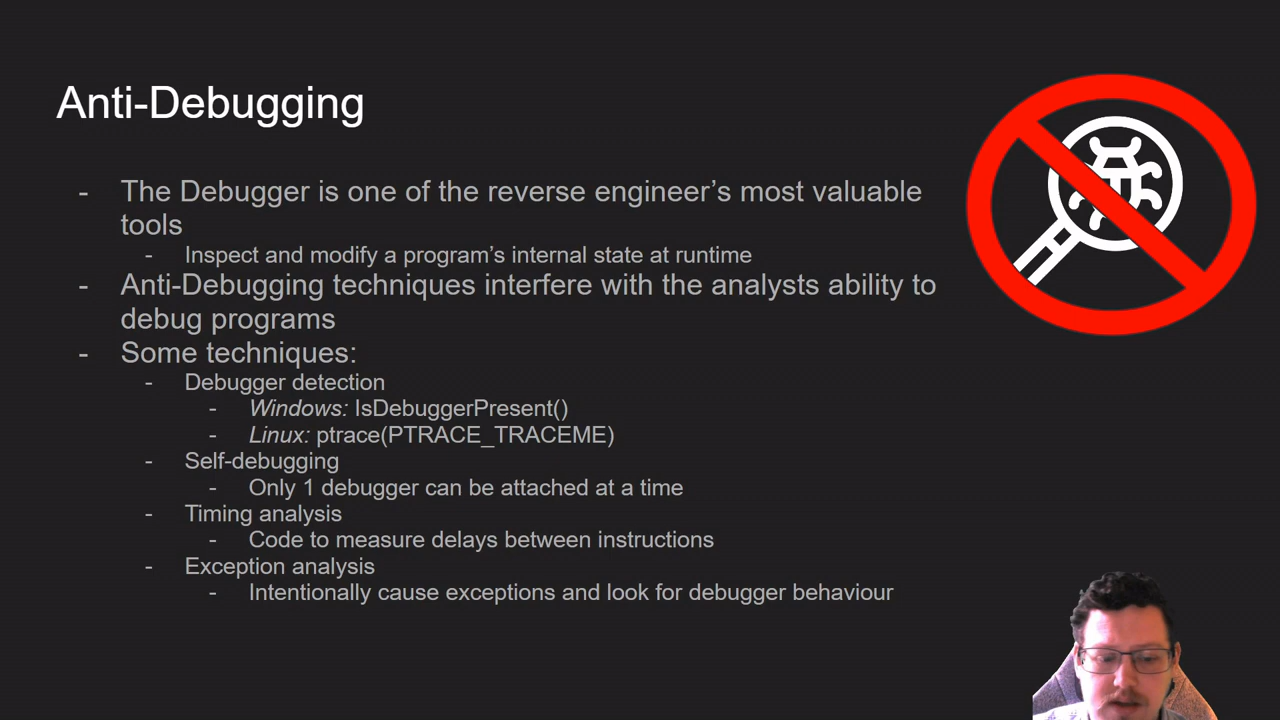 Anti-Debugging
- The Debugger is one of the reverse engineer's most valuable
tools
- Inspect and modify a program's internal state at runtime
- Anti-Debugging techniques interfere with the analysts ability to
debug programs
- Some techniques:
- Debugger detection
- Windows: IsDebuggerPresent()
- Linux: ptrace(PTRACE_TRACEME)
- Self-debugging
- Only 1 debugger can be attached at a time
- Timing analysis
- Code to measure delays between instructions
- Exception analysis
- Intentionally cause exceptions and look for debugger behaviour